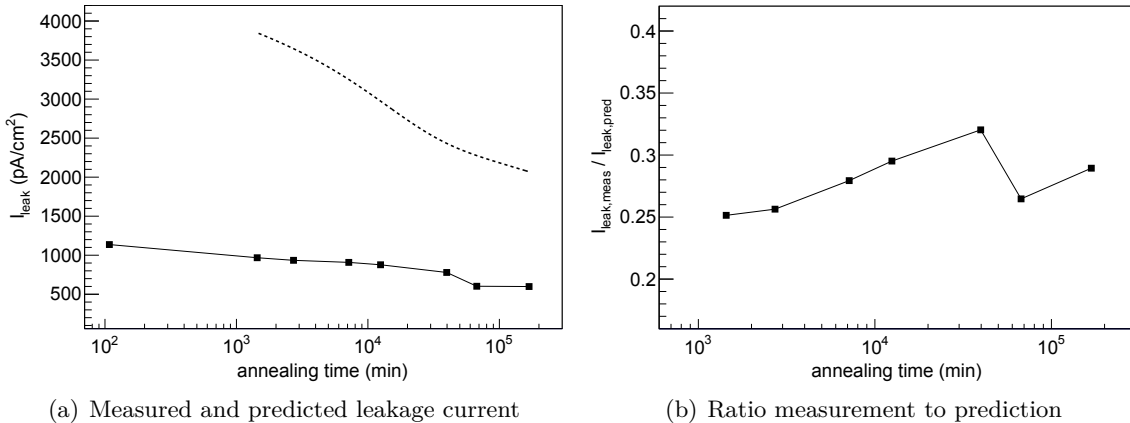 4000
3500
3000
2500
2000
1500
1000
500
I_leak (pA/cm²)
10² 10³ 10⁴ 10⁵
annealing time (min)
(a) Measured and predicted leakage current
0.4
0.35
0.3
0.25
0.2
I_leak,meas / I_leak,pred
10³ 10⁴ 10⁵
annealing time (min)
(b) Ratio measurement to prediction